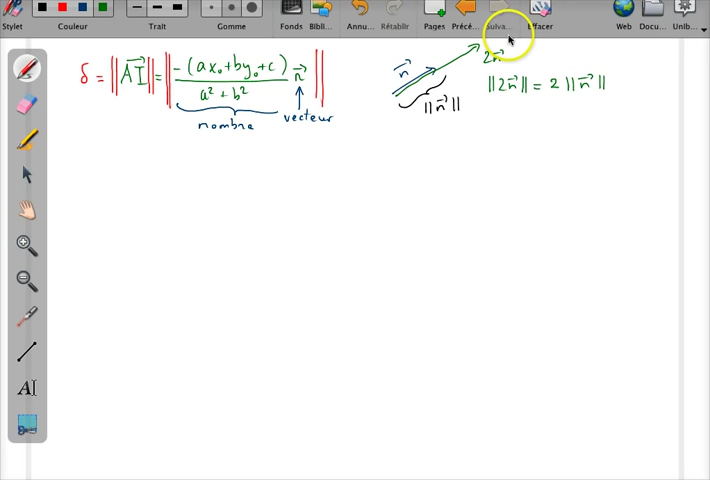 Stylet Couleur Trait Gomme Fonds Bibli... Annu... Rétablir Pages Précé... Suiva... Effacer Web Docu... Unib...
δ = ||AI⃗|| = || -(ax₀+by₀+c) / a² + b² n⃗ ||
nombre
vecteur
n⃗
2n⃗
||n⃗||
||2n⃗|| = 2 ||n⃗||
A